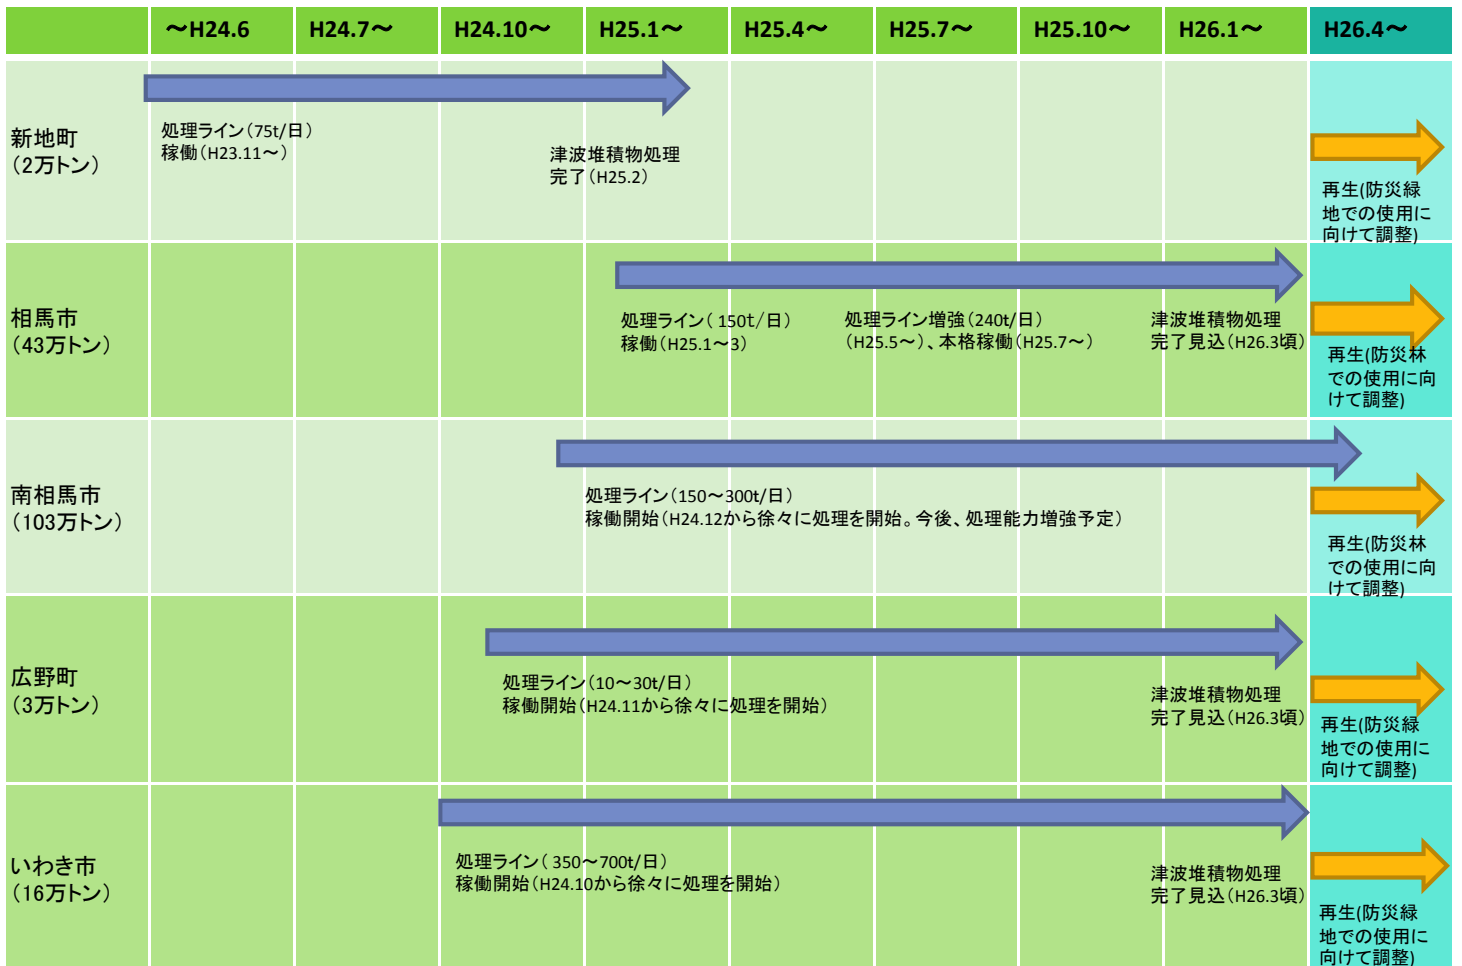 ～H24.6
H24.7～
H24.10～
H25.1～
H25.4～
H25.7～
H25.10～
H26.1～
H26.4～
新地町
（2万トン）
処理ライン（75t/日）
稼働（H23.11～）
津波堆積物処理
完了（H25.2）
再生(防災緑
地での使用に
向けて調整)
相馬市
（43万トン）
処理ライン（ 150t/日）
稼働（H25.1～3）
処理ライン増強（240t/日）
（H25.5～）、本格稼働（H25.7～）
津波堆積物処理
完了見込（H26.3頃）
再生(防災林
での使用に向
けて調整)
南相馬市
（103万トン）
処理ライン（150～300t/日）
稼働開始（H24.12から徐々に処理を開始。今後、処理能力増強予定）
再生(防災林
での使用に向
けて調整)
広野町
（3万トン）
処理ライン（10～30t/日）
稼働開始（H24.11から徐々に処理を開始）
津波堆積物処理
完了見込（H26.3頃）
再生(防災緑
地での使用に
向けて調整)
いわき市
（16万トン）
処理ライン（ 350～700t/日）
稼働開始（H24.10から徐々に処理を開始）
津波堆積物処理
完了見込（H26.3頃）
再生(防災緑
地での使用に
向けて調整)